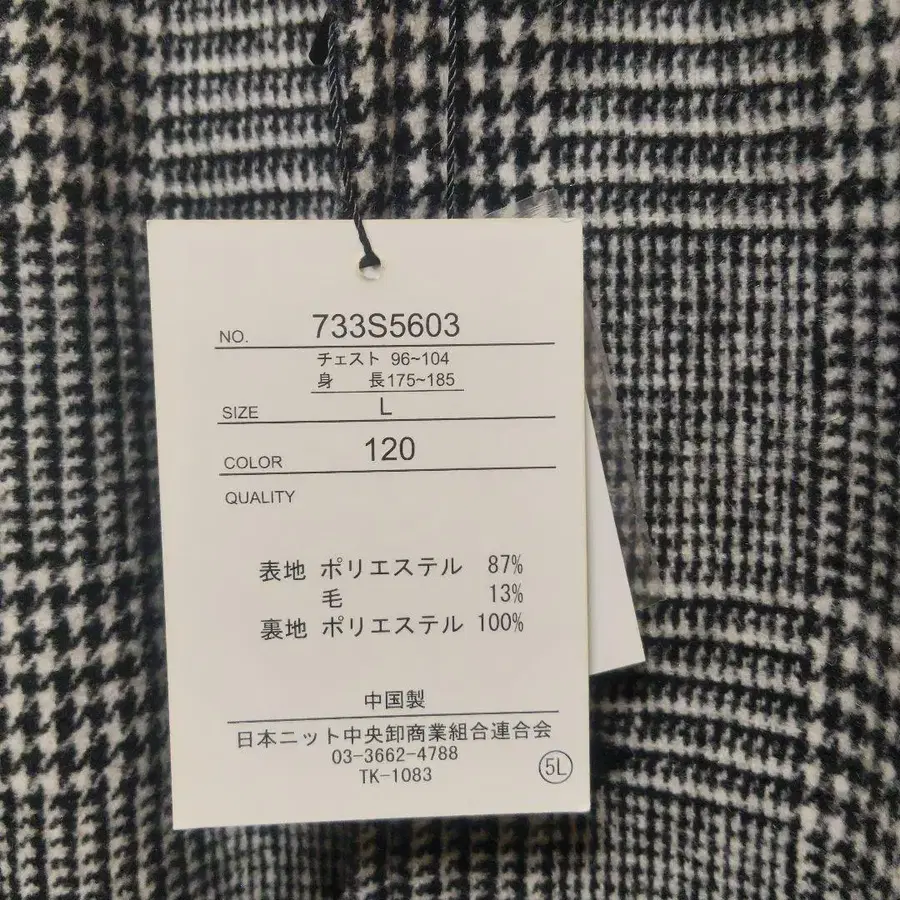 NO. 733S5603
チェスト 96~104
身 長175~185
SIZE L
COLOR 120
QUALITY
表地 ポリエステル 87%
毛 13%
裏地 ポリエステル 100%
中国製
日本ニット中央卸商業組合連合会
03-3662-4788
TK-1083
5L